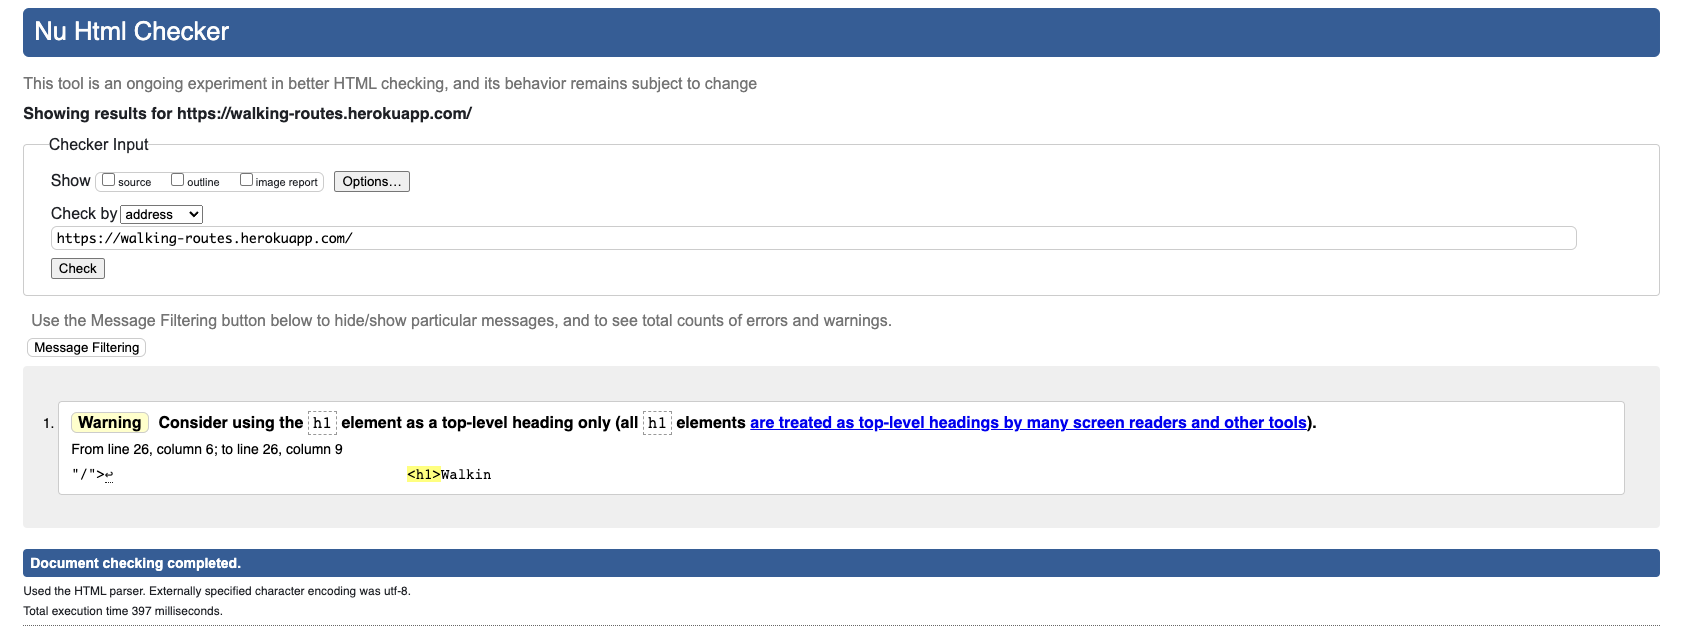 Nu Html Checker
This tool is an ongoing experiment in better HTML checking, and its behavior remains subject to change
Showing results for https://walking-routes.herokuapp.com/
Checker Input
Show source outline image report Options...
Check by address
https://walking-routes.herokuapp.com/
Check
Use the Message Filtering button below to hide/show particular messages, and to see total counts of errors and warnings.
Message Filtering
1. Warning Consider using the h1 element as a top-level heading only (all h1 elements are treated as top-level headings by many screen readers and other tools).
From line 26, column 6; to line 26, column 9
"/">↩ <h1>Walkin
Document checking completed.
Used the HTML parser. Externally specified character encoding was utf-8.
Total execution time 397 milliseconds.